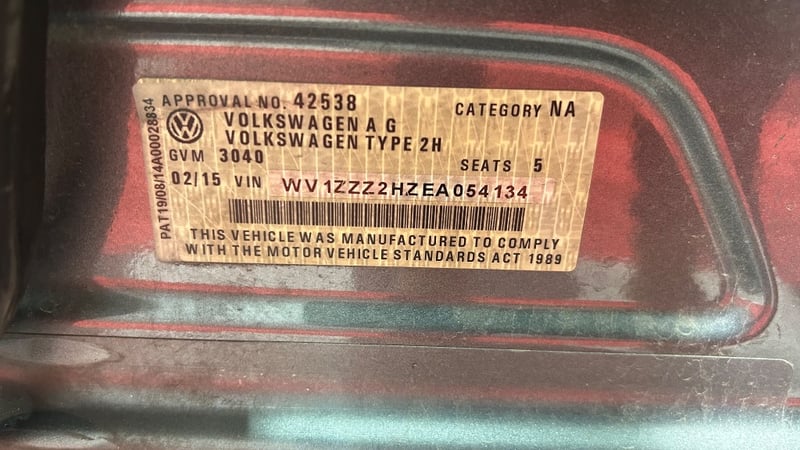 APPROVAL NO. 42538 CATEGORY NA
VOLKSWAGEN A G
VOLKSWAGEN TYPE 2H
GVM 3040 SEATS 5
02/15 VIN WV1ZZZ2HZEA054134
THIS VEHICLE WAS MANUFACTURED TO COMPLY
WITH THE MOTOR VEHICLE STANDARDS ACT 1989
PAT19/08/14A00028834